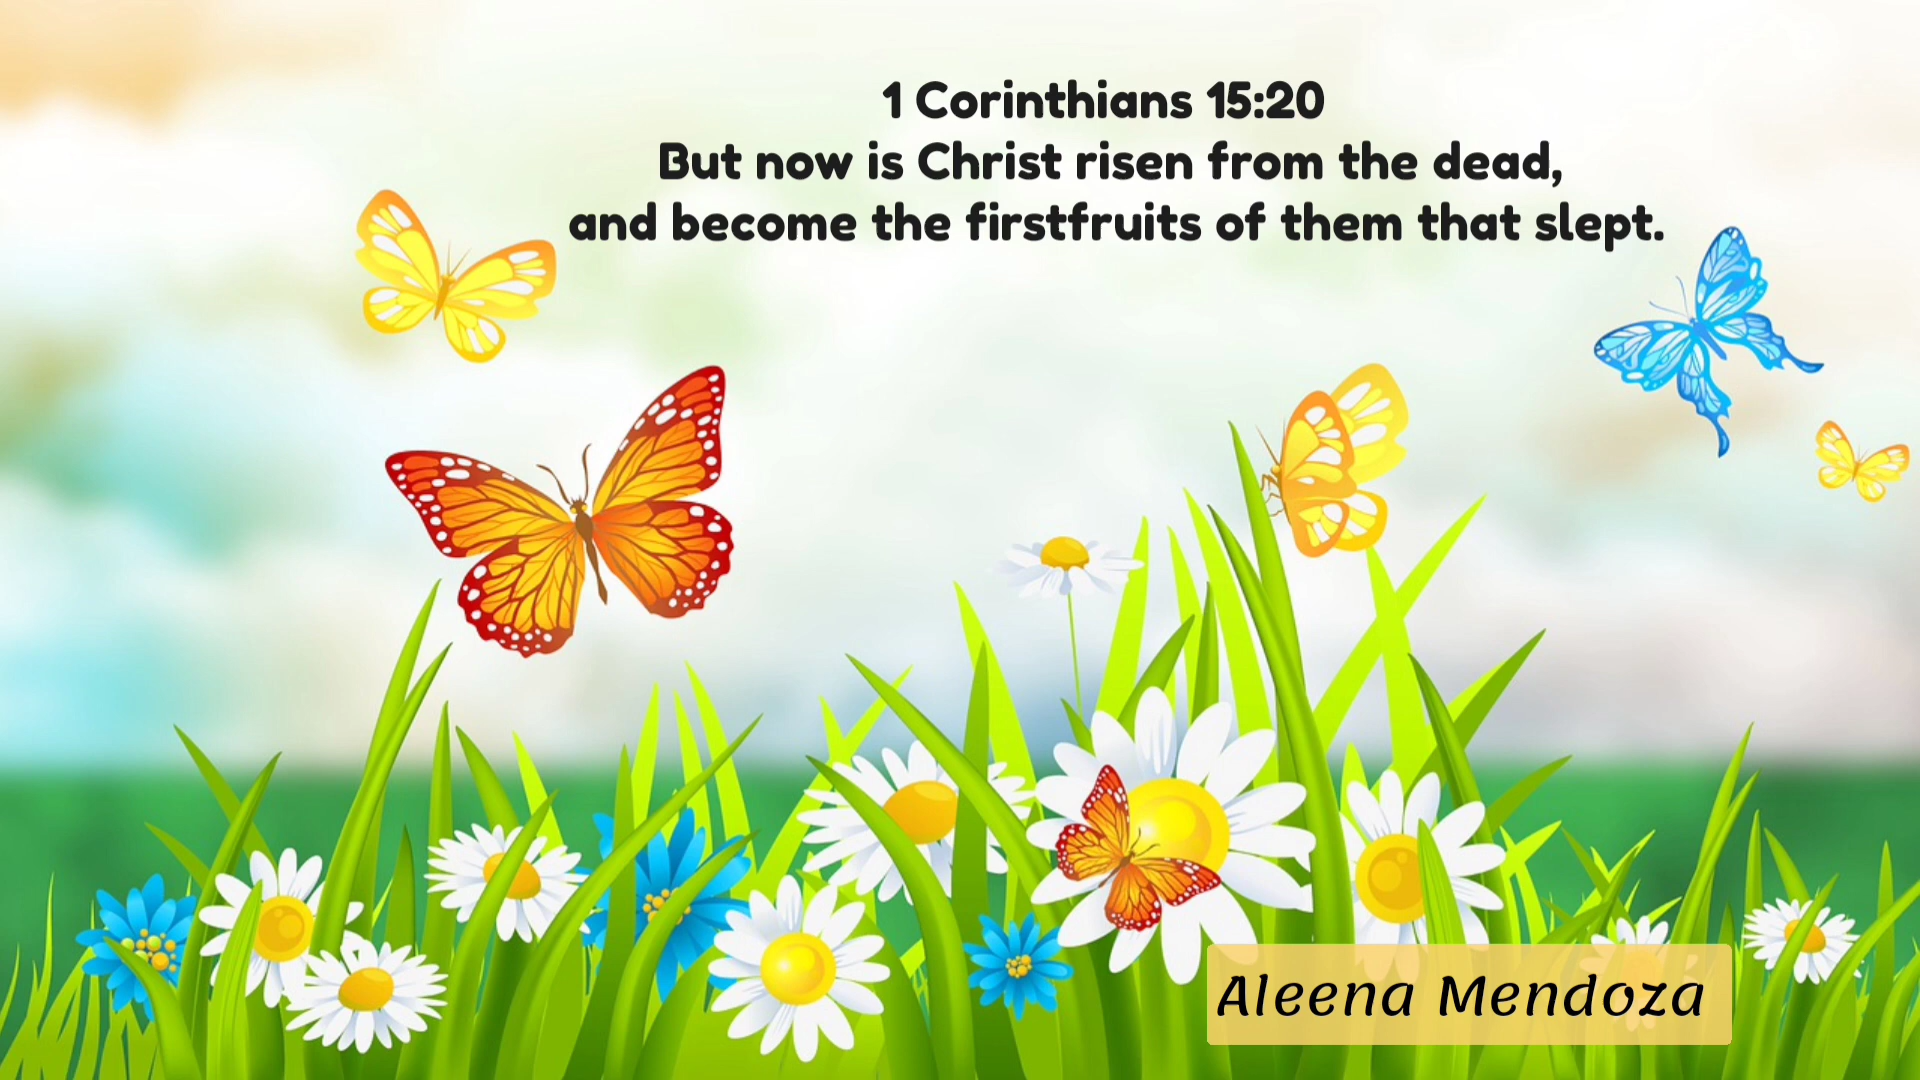 1 Corinthians 15:20
But now is Christ risen from the dead,
and become the firstfruits of them that slept.
Aleena Mendoza